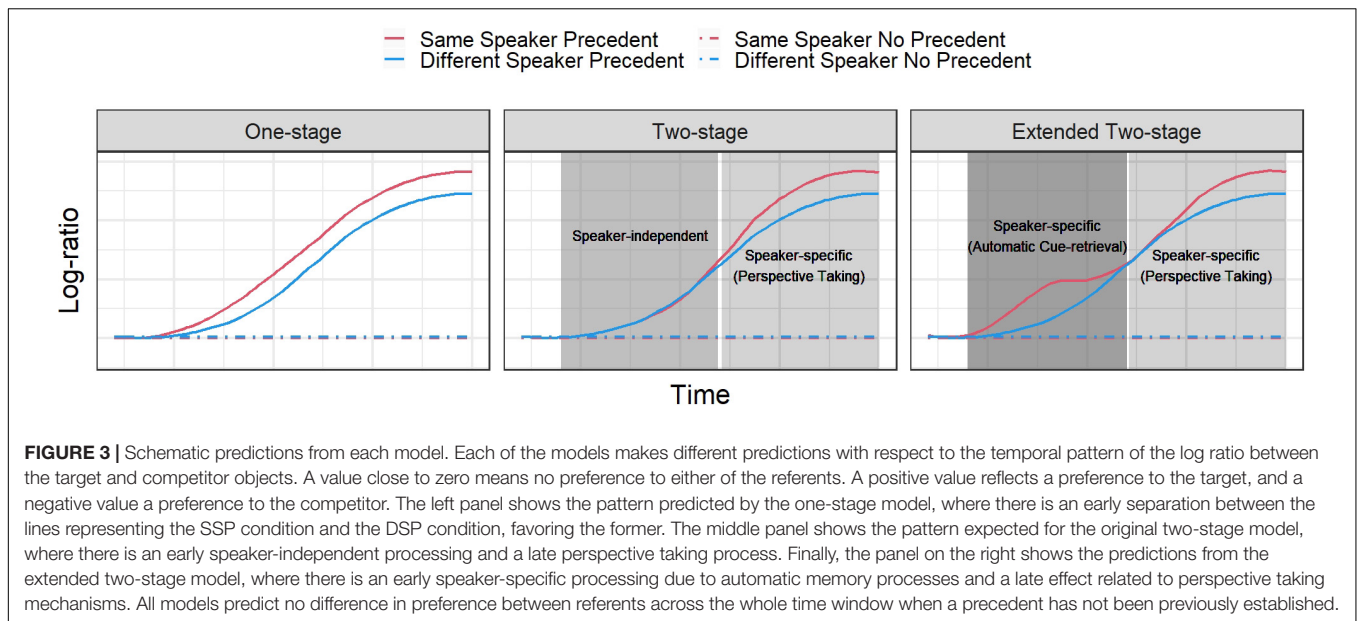 Same Speaker Precedent Same Speaker No Precedent
Different Speaker Precedent Different Speaker No Precedent
One-stage
Two-stage
Extended Two-stage
Log-ratio
Speaker-independent
Speaker-specific
(Perspective Taking)
Speaker-specific
(Automatic Cue-retrieval)
Speaker-specific
(Perspective Taking)
Time
FIGURE 3 | Schematic predictions from each model. Each of the models makes different predictions with respect to the temporal pattern of the log ratio between
the target and competitor objects. A value close to zero means no preference to either of the referents. A positive value reflects a preference to the target, and a
negative value a preference to the competitor. The left panel shows the pattern predicted by the one-stage model, where there is an early separation between the
lines representing the SSP condition and the DSP condition, favoring the former. The middle panel shows the pattern expected for the original two-stage model,
where there is an early speaker-independent processing and a late perspective taking process. Finally, the panel on the right shows the predictions from the
extended two-stage model, where there is an early speaker-specific processing due to automatic memory processes and a late effect related to perspective taking
mechanisms. All models predict no difference in preference between referents across the whole time window when a precedent has not been previously established.